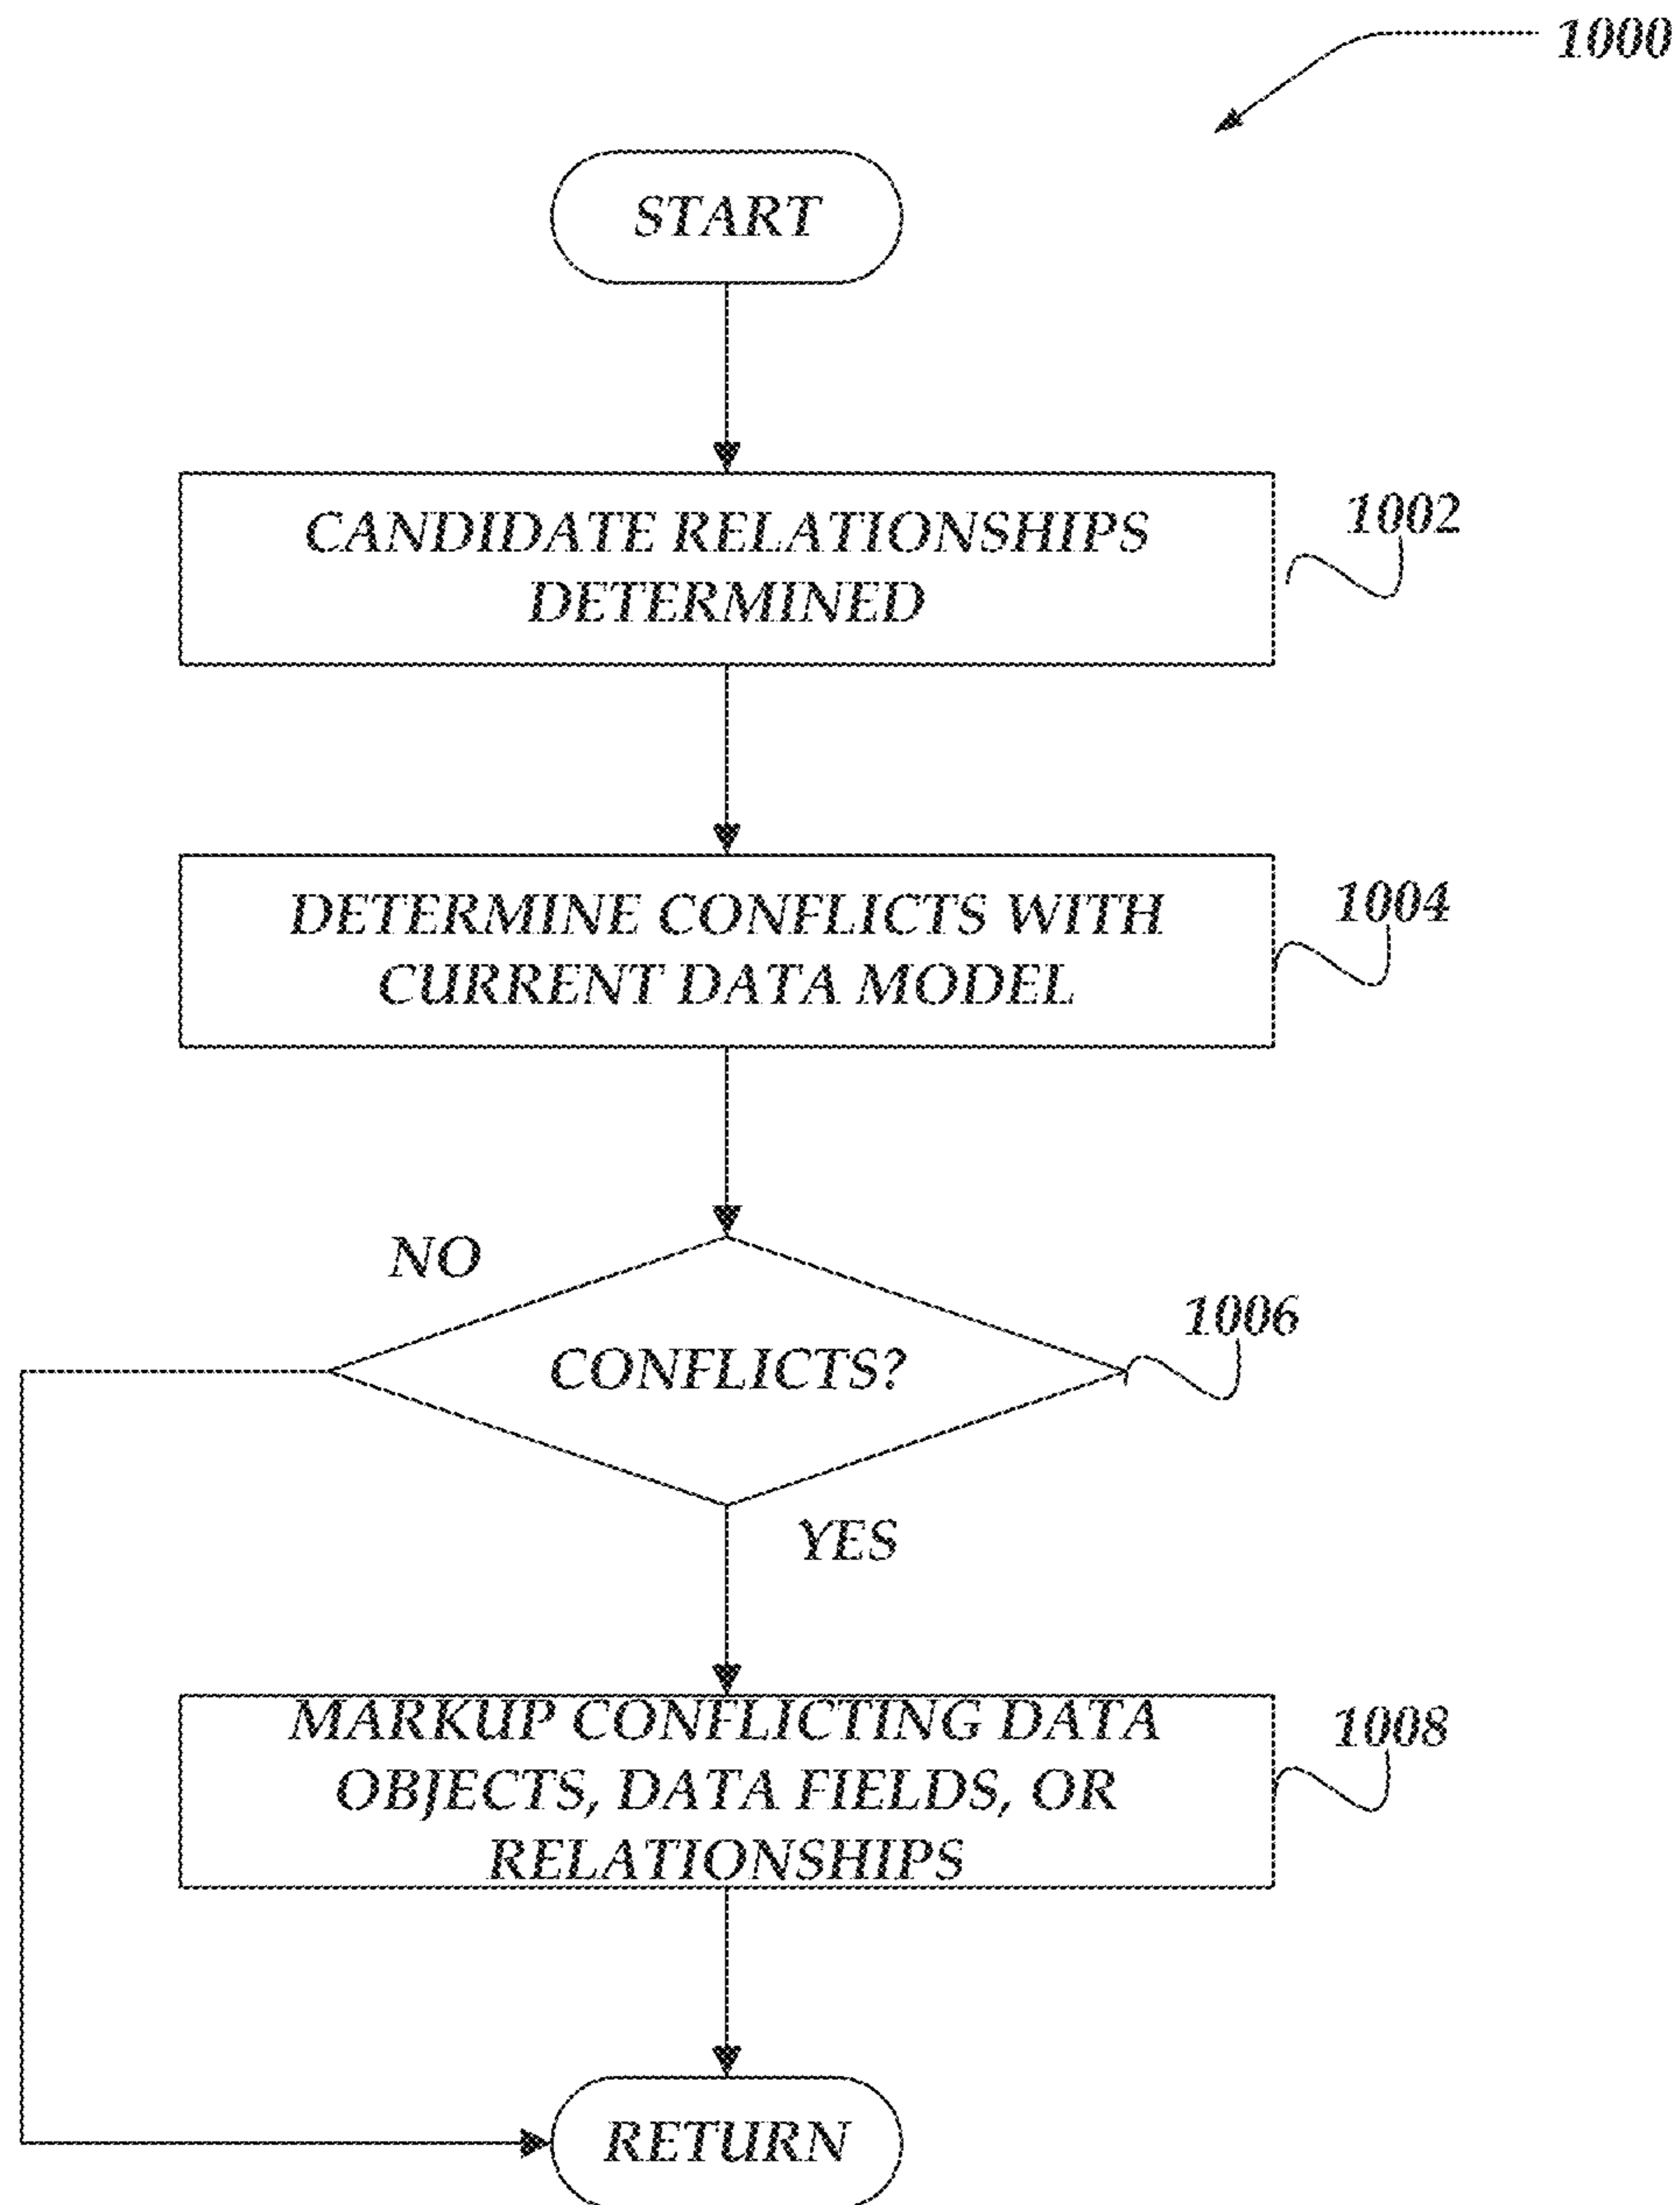 1000
START
CANDIDATE RELATIONSHIPS
DETERMINED
1002
DETERMINE CONFLICTS WITH
CURRENT DATA MODEL
1004
NO
CONFLICTS?
1006
YES
MARKUP CONFLICTING DATA
OBJECTS, DATA FIELDS, OR
RELATIONSHIPS
1008
RETURN